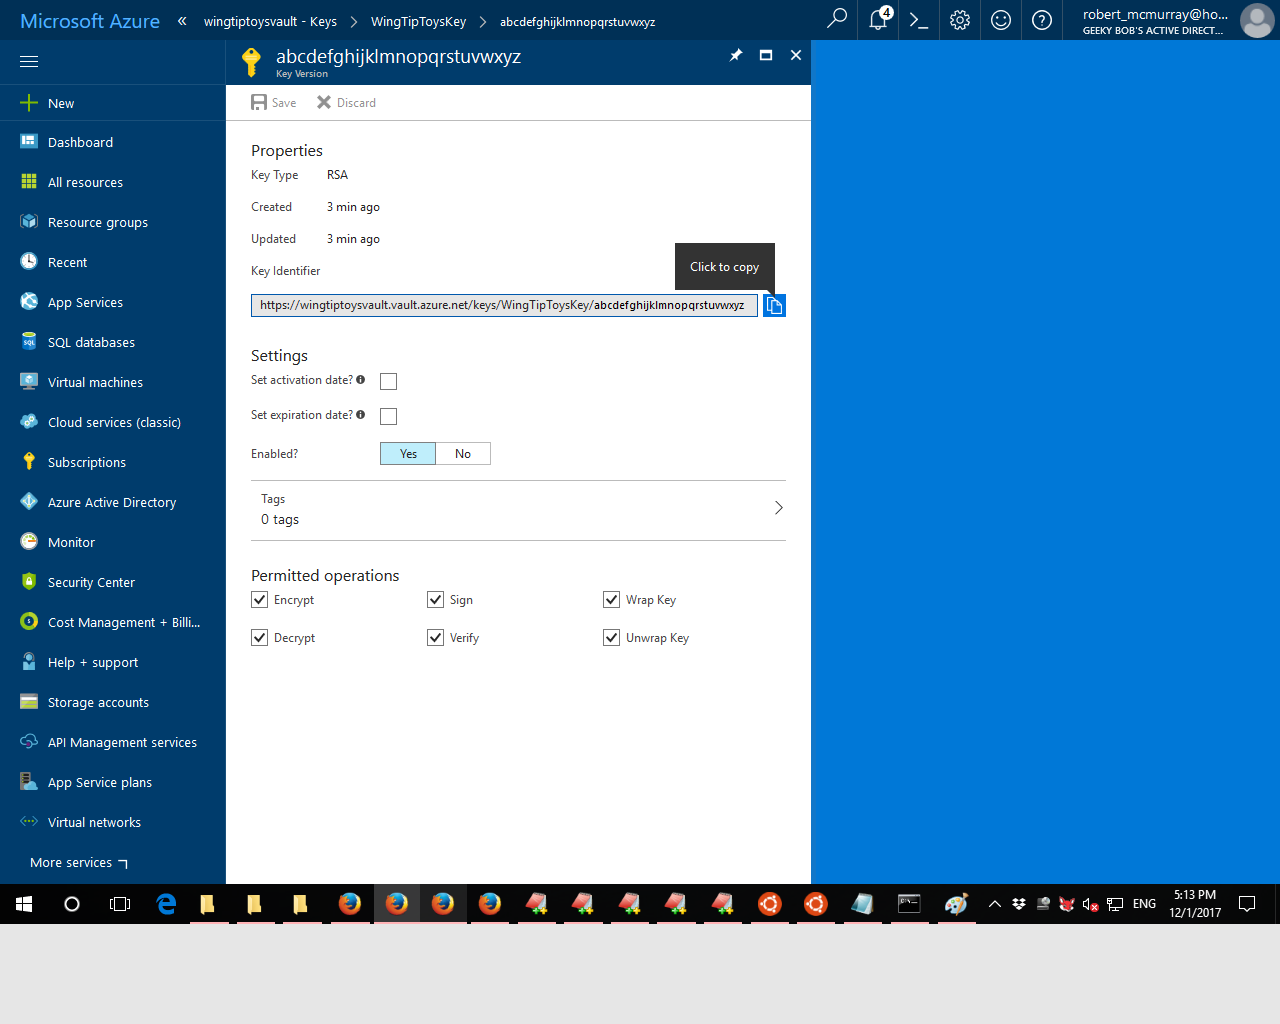 Microsoft Azure « wingtiptoysvault - Keys > WingTipToysKey > abcdefghijklmnopqrstuvwxyz
4
robert_mcmurray@ho...
GEEKY BOB'S ACTIVE DIRECT...
New
Dashboard
All resources
Resource groups
Recent
App Services
SQL databases
Virtual machines
Cloud services (classic)
Subscriptions
Azure Active Directory
Monitor
Security Center
Cost Management + Billi...
Help + support
Storage accounts
API Management services
App Service plans
Virtual networks
More services
abcdefghijklmnopqrstuvwxyz
Key Version
Save Discard
Properties
Key Type RSA
Created 3 min ago
Updated 3 min ago
Key Identifier
Click to copy
https://wingtiptoysvault.vault.azure.net/keys/WingTipToysKey/abcdefghijklmnopqrstuvwxyz
Settings
Set activation date?
Set expiration date?
Enabled? Yes No
Tags
0 tags
Permitted operations
Encrypt Sign Wrap Key
Decrypt Verify Unwrap Key
ENG
5:13 PM
12/1/2017